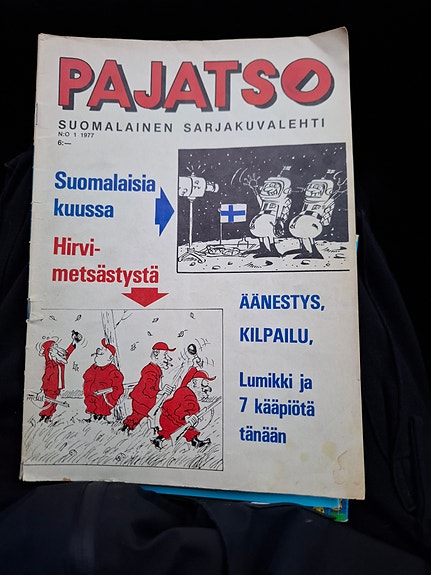 PAJATSO
SUOMALAINEN SARJAKUVALEHTI
N:O 1 1977
6:—
Suomalaisia
kuussa
Hirvi-
metsästystä
ÄÄNESTYS,
KILPAILU,
Lumikki ja
7 kääpiötä
tänään